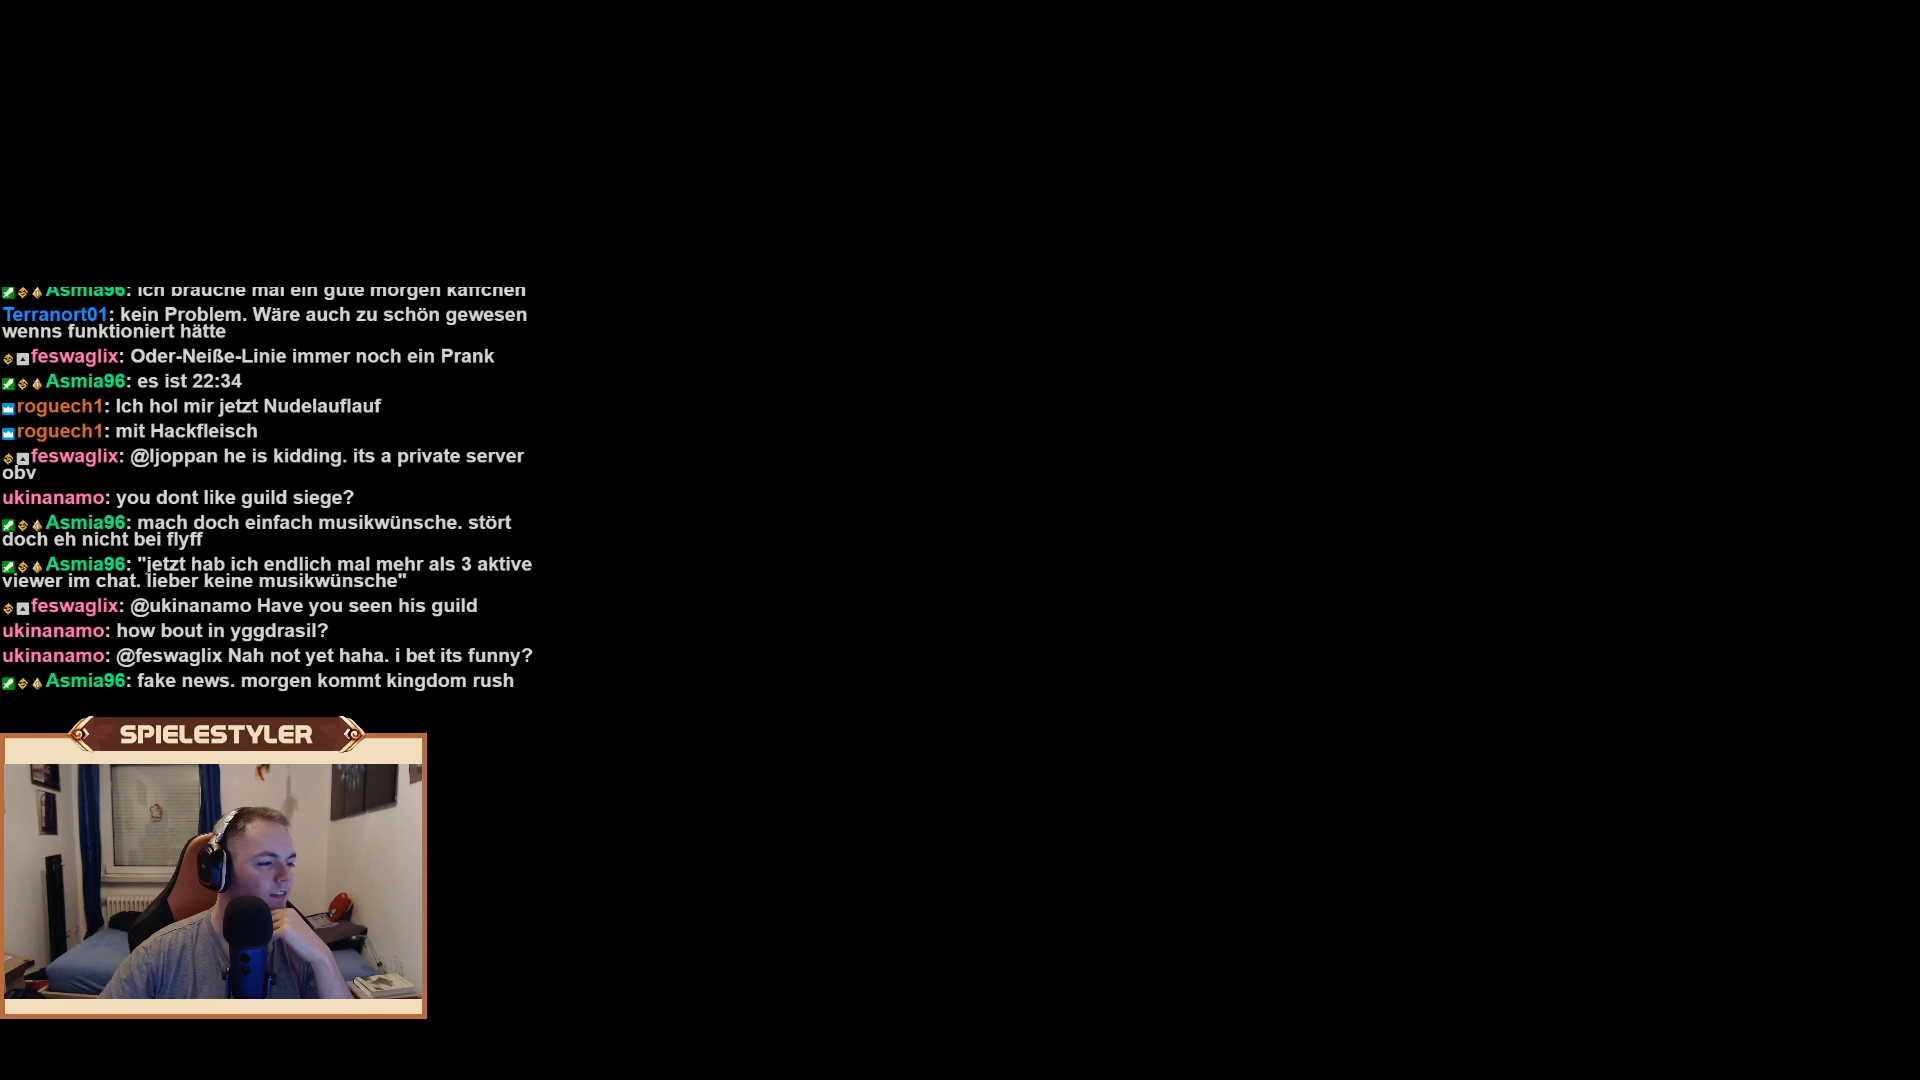 Asmia96: ich brauche mal ein gute morgen käffchen
Terranort01: kein Problem. Wäre auch zu schön gewesen
wenns funktioniert hätte
feswaglix: Oder-Neiße-Linie immer noch ein Prank
Asmia96: es ist 22:34
roguech1: Ich hol mir jetzt Nudelauflauf
roguech1: mit Hackfleisch
feswaglix: @ljoppan he is kidding. its a private server
obv
ukinanamo: you dont like guild siege?
Asmia96: mach doch einfach musikwünsche. stört
doch eh nicht bei flyff
Asmia96: "jetzt hab ich endlich mal mehr als 3 aktive
viewer im chat. lieber keine musikwünsche"
feswaglix: @ukinanamo Have you seen his guild
ukinanamo: how bout in yggdrasil?
ukinanamo: @feswaglix Nah not yet haha. i bet its funny?
Asmia96: fake news. morgen kommt kingdom rush
SPIELESTYLER